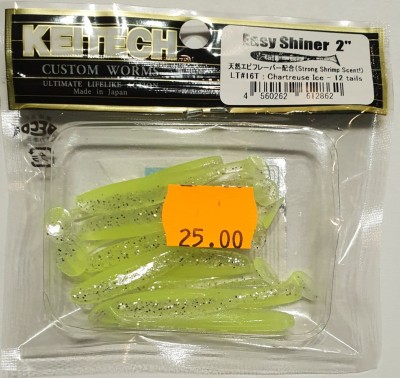 KEITECH
CUSTOM WORMS
ULTIMATE LIFELIKE
Made in Japan
Easy Shiner 2"
天然エビフレーバー配合(Strong Shrimp Scent!)
LT#16T : Chartreuse Ice - 12 tails
4 560262 612862
25.00